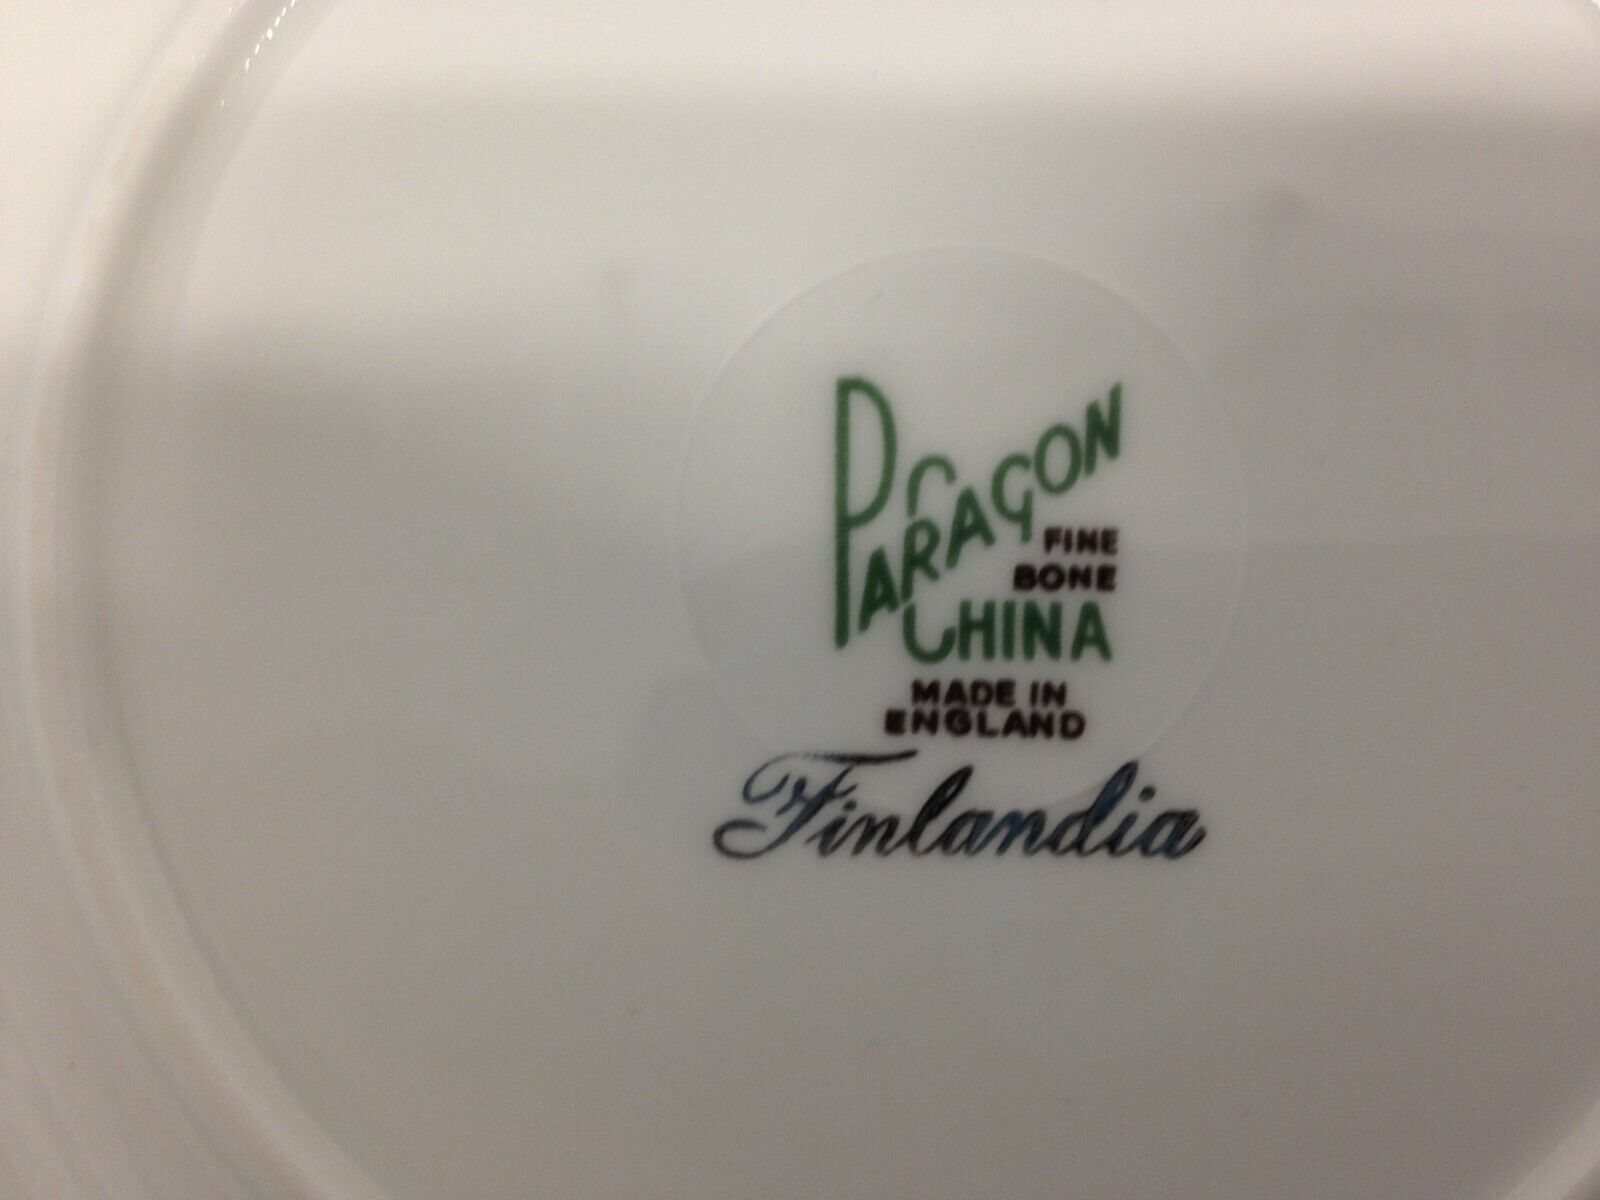 PARAGON
FINE
BONE
CHINA
MADE IN
ENGLAND
Finlandia